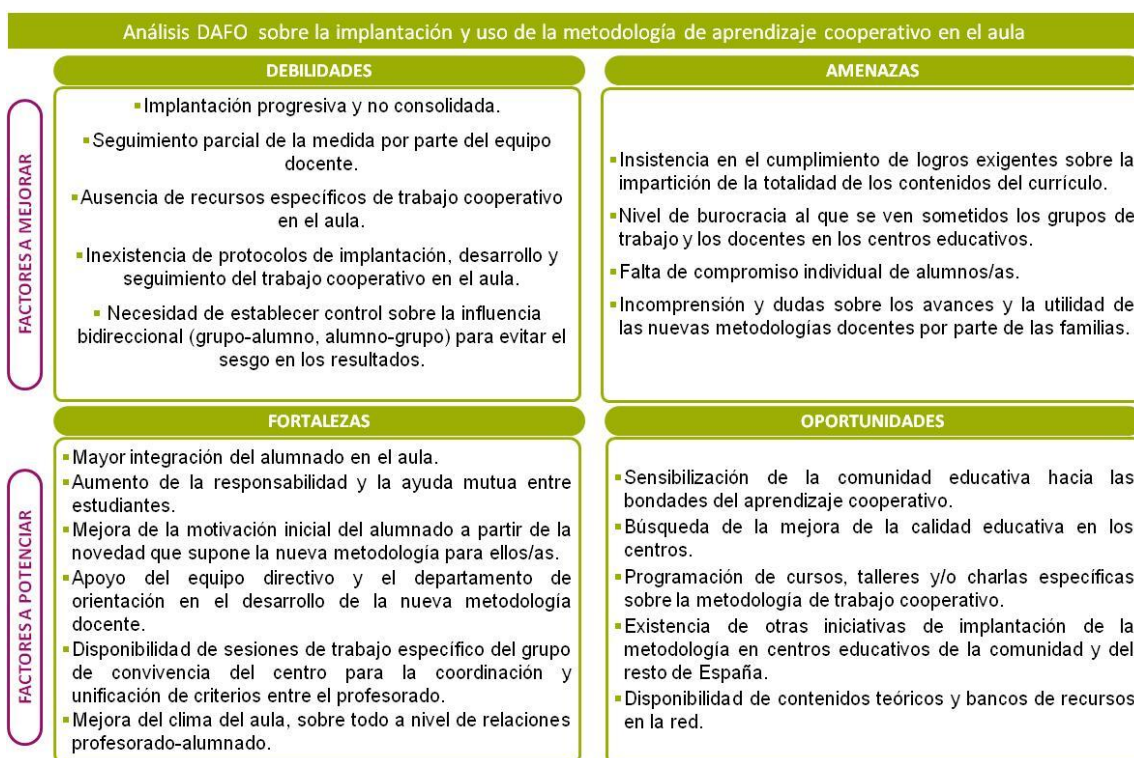 Análisis DAFO sobre la implantación y uso de la metodología de aprendizaje cooperativo en el aula
FACTORES A MEJORAR
DEBILIDADES
▪Implantación progresiva y no consolidada.
▪Seguimiento parcial de la medida por parte del equipo
docente.
▪Ausencia de recursos específicos de trabajo cooperativo
en el aula.
▪Inexistencia de protocolos de implantación, desarrollo y
seguimiento del trabajo cooperativo en el aula.
▪ Necesidad de establecer control sobre la influencia
bidireccional (grupo-alumno, alumno-grupo) para evitar el
sesgo en los resultados.
AMENAZAS
▪Insistencia en el cumplimiento de logros exigentes sobre la
impartición de la totalidad de los contenidos del currículo.
▪Nivel de burocracia al que se ven sometidos los grupos de
trabajo y los docentes en los centros educativos.
▪Falta de compromiso individual de alumnos/as.
▪Incomprensión y dudas sobre los avances y la utilidad de
las nuevas metodologías docentes por parte de las familias.
FACTORES A POTENCIAR
FORTALEZAS
▪Mayor integración del alumnado en el aula.
▪Aumento de la responsabilidad y la ayuda mutua entre
estudiantes.
▪Mejora de la motivación inicial del alumnado a partir de la
novedad que supone la nueva metodología para ellos/as.
▪Apoyo del equipo directivo y el departamento de
orientación en el desarrollo de la nueva metodología
docente.
▪Disponibilidad de sesiones de trabajo específico del grupo
de convivencia del centro para la coordinación y
unificación de criterios entre el profesorado.
▪Mejora del clima del aula, sobre todo a nivel de relaciones
profesorado-alumnado.
OPORTUNIDADES
▪Sensibilización de la comunidad educativa hacia las
bondades del aprendizaje cooperativo.
▪Búsqueda de la mejora de la calidad educativa en los
centros.
▪Programación de cursos, talleres y/o charlas específicas
sobre la metodología de trabajo cooperativo.
▪Existencia de otras iniciativas de implantación de la
metodología en centros educativos de la comunidad y del
resto de España.
▪Disponibilidad de contenidos teóricos y bancos de recursos
en la red.